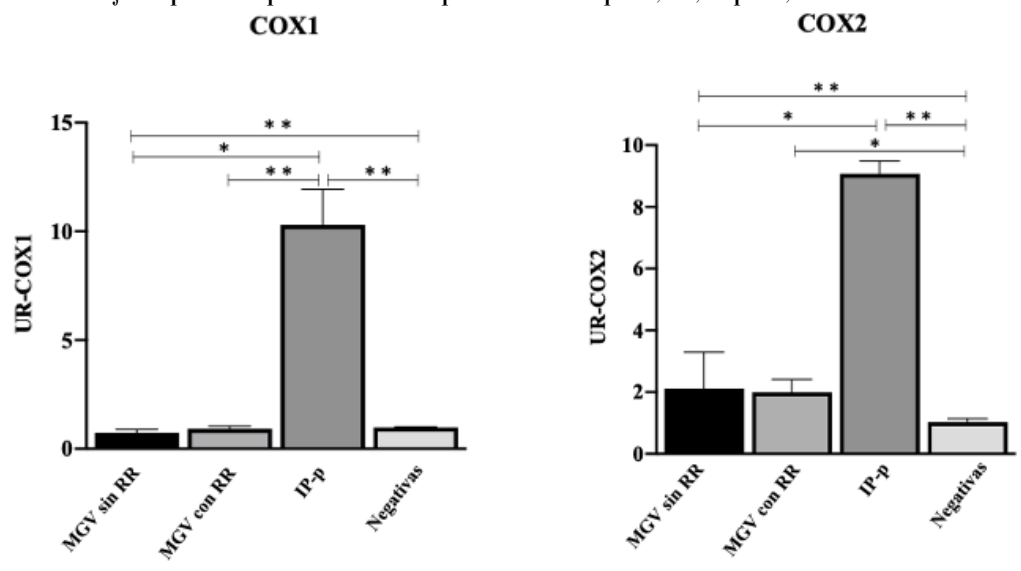 COX1
UR-COX1
15
10
5
0
**
*
**
**
MGV sin RR
MGV con RR
IP-p
Negativas
COX2
UR-COX2
10
8
6
4
2
0
**
*
**
*
MGV sin RR
MGV con RR
IP-p
Negativas